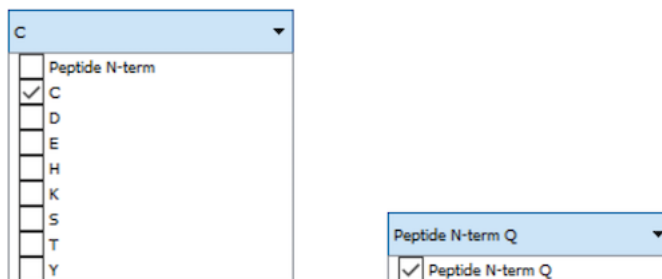 C
Peptide N-term
C
D
E
H
K
S
T
Y
Peptide N-term Q
Peptide N-term Q